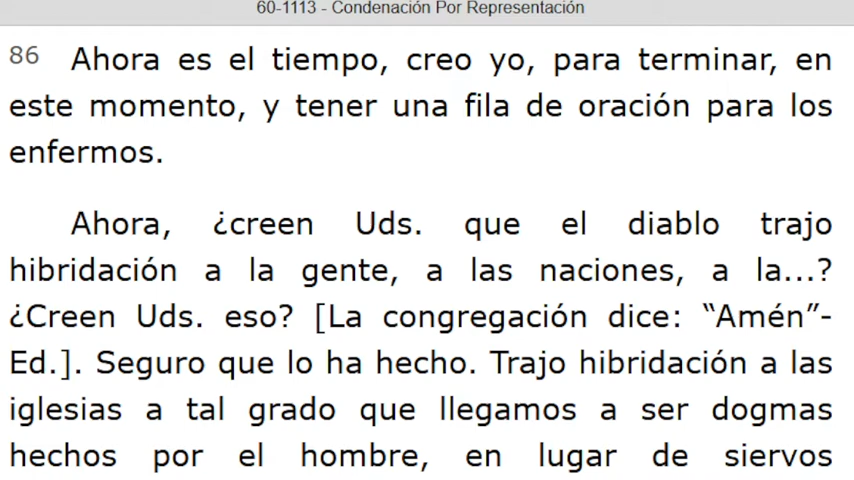 60-1113 - Condenación Por Representación
86 Ahora es el tiempo, creo yo, para terminar, en
este momento, y tener una fila de oración para los
enfermos.
Ahora, ¿creen Uds. que el diablo trajo
hibridación a la gente, a las naciones, a la...?
¿Creen Uds. eso? [La congregación dice: “Amén”-
Ed.]. Seguro que lo ha hecho. Trajo hibridación a las
iglesias a tal grado que llegamos a ser dogmas
hechos por el hombre, en lugar de siervos